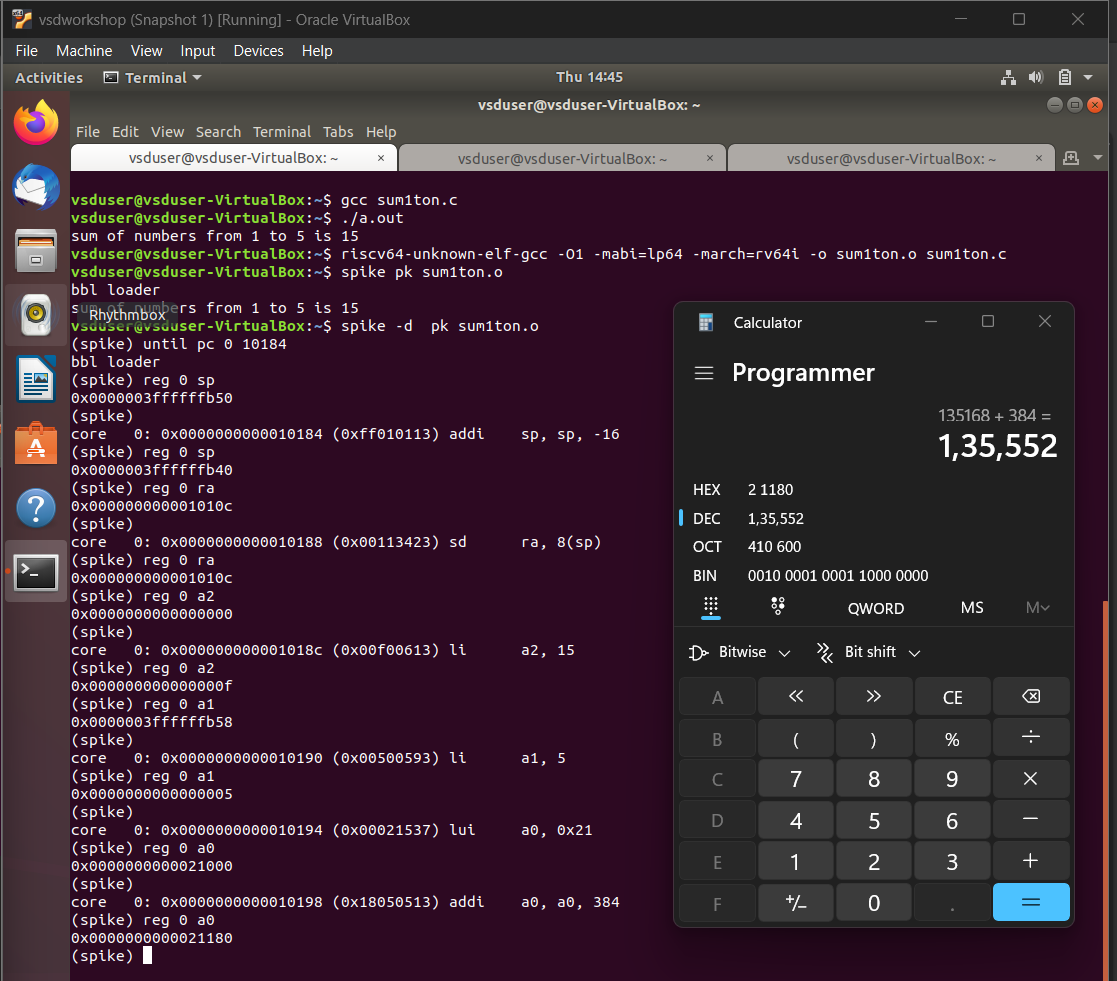 vsdworkshop (Snapshot 1) [Running] - Oracle VirtualBox
File Machine View Input Devices Help
Activities Terminal Thu 14:45
vsduser@vsduser-VirtualBox: ~
File Edit View Search Terminal Tabs Help
vsduser@vsduser-VirtualBox: ~ × vsduser@vsduser-VirtualBox: ~ × vsduser@vsduser-VirtualBox: ~ ×
vsduser@vsduser-VirtualBox:~$ gcc sum1ton.c
vsduser@vsduser-VirtualBox:~$ ./a.out
sum of numbers from 1 to 5 is 15
vsduser@vsduser-VirtualBox:~$ riscv64-unknown-elf-gcc -O1 -mabi=lp64 -march=rv64i -o sum1ton.o sum1ton.c
vsduser@vsduser-VirtualBox:~$ spike pk sum1ton.o
bbl loader
sum of numbers from 1 to 5 is 15
Rhythmbox
vsduser@vsduser-VirtualBox:~$ spike -d  pk sum1ton.o
(spike) until pc 0 10184
bbl loader
(spike) reg 0 sp
0x0000003ffffffb50
(spike)
core   0: 0x0000000000010184 (0xff010113) addi    sp, sp, -16
(spike) reg 0 sp
0x0000003ffffffb40
(spike) reg 0 ra
0x000000000001010c
(spike)
core   0: 0x0000000000010188 (0x00113423) sd      ra, 8(sp)
(spike) reg 0 ra
0x000000000001010c
(spike) reg 0 a2
0x0000000000000000
(spike)
core   0: 0x000000000001018c (0x00f00613) li      a2, 15
(spike) reg 0 a2
0x000000000000000f
(spike) reg 0 a1
0x0000003ffffffb58
(spike)
core   0: 0x0000000000010190 (0x00500593) li      a1, 5
(spike) reg 0 a1
0x0000000000000005
(spike)
core   0: 0x0000000000010194 (0x00021537) lui     a0, 0x21
(spike) reg 0 a0
0x0000000000021000
(spike)
core   0: 0x0000000000010198 (0x18050513) addi    a0, a0, 384
(spike) reg 0 a0
0x0000000000021180
(spike)
Calculator
Programmer
135168 + 384 =
1,35,552
HEX 2 1180
DEC 1,35,552
OCT 410 600
BIN 0010 0001 0001 1000 0000
QWORD MS M
Bitwise Bit shift
A « » CE
B ( ) % ÷
C 7 8 9 ×
D 4 5 6 −
E 1 2 3 +
F +/− 0 . =